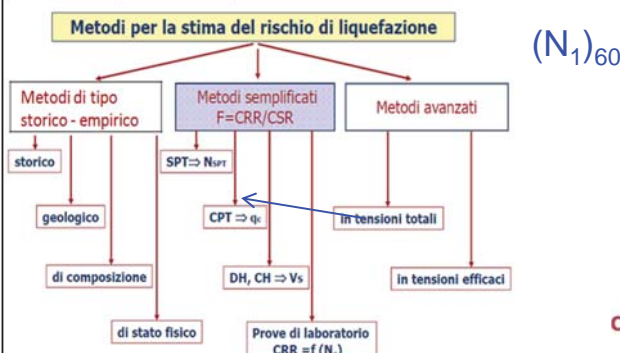 Metodi per la stima del rischio di liquefazione
(N₁)₆₀
Metodi di tipo
storico - empirico
Metodi semplificati
F=CRR/CSR
Metodi avanzati
storico
SPT⇒ NSPT
geologico
CPT ⇒ qc
in tensioni totali
di composizione
DH, CH ⇒ VS
in tensioni efficaci
di stato fisico
Prove di laboratorio